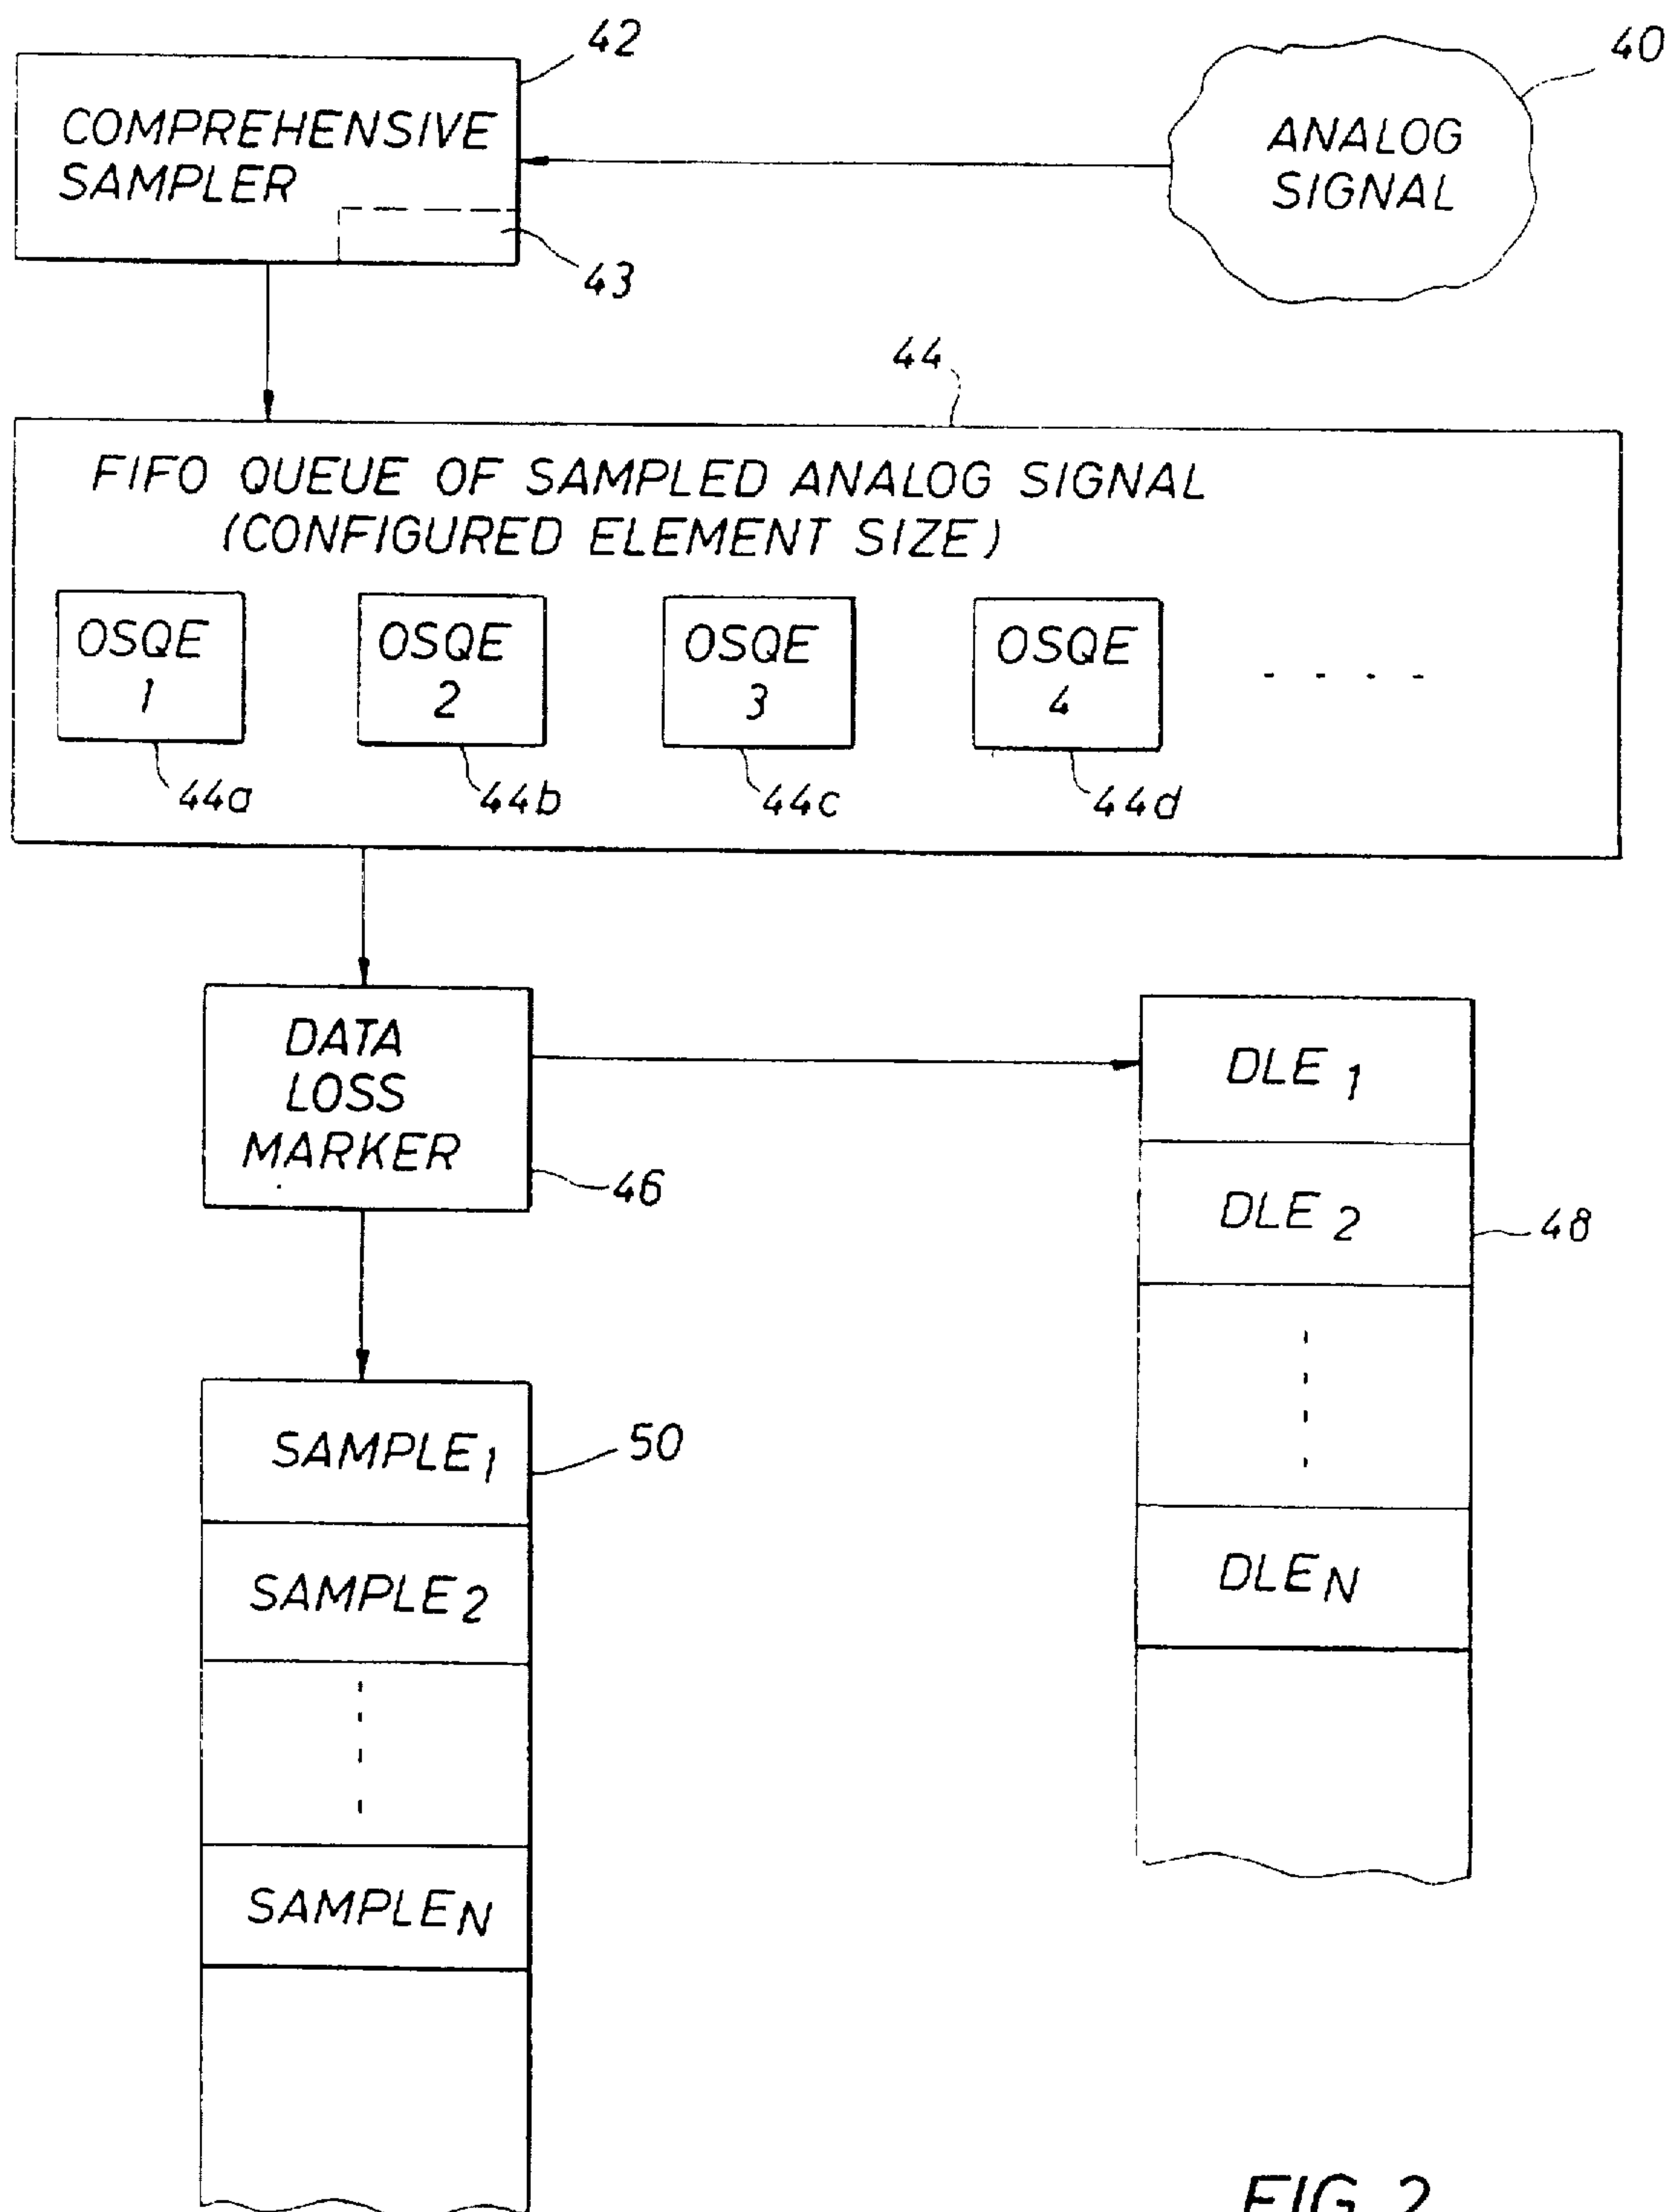 42
40
COMPREHENSIVE
SAMPLER
ANALOG
SIGNAL
43
44
FIFO QUEUE OF SAMPLED ANALOG SIGNAL
(CONFIGURED ELEMENT SIZE)
OSQE
1
OSQE
2
OSQE
3
OSQE
4
44a
44b
44c
44d
DATA
LOSS
MARKER
46
DLE 1
DLE 2
48
DLE N
SAMPLE 1
50
SAMPLE 2
SAMPLE N
FIG. 2